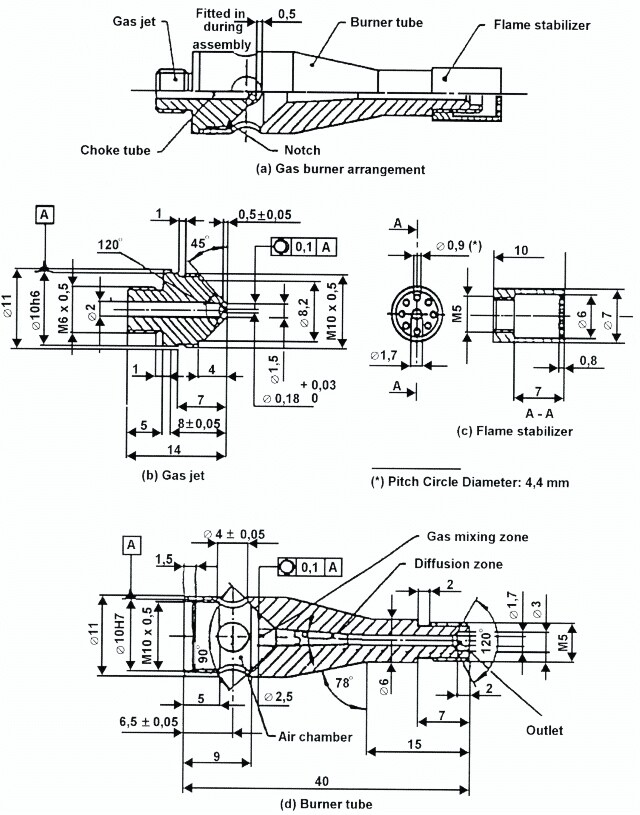 Gas jet
Fitted in
during
assembly
0,5
Burner tube
Flame stabilizer
Choke tube
Notch
(a) Gas burner arrangement
A
1
0,5±0,05
120°
45°
0,1 A
Ø11
Ø10h6
M6 x 0,5
Ø2
Ø8,2
M10 x 0,5
Ø1,5
+ 0,03
Ø 0,18 0
1
4
7
5
8±0,05
14
(b) Gas jet
A
Ø 0,9 (*)
10
M5
Ø6
Ø7
Ø1,7
0,8
A
7
A - A
(c) Flame stabilizer
(*) Pitch Circle Diameter: 4,4 mm
Ø 4 ± 0,05
Gas mixing zone
A
1,5
0,1 A
Diffusion zone
2
Ø1,7
Ø3
Ø11
Ø10H7
M10 x 0,5
90°
120°
M5
78°
Ø6
5
Ø2,5
2
6,5 ± 0,05
Air chamber
7
Outlet
9
15
40
(d) Burner tube